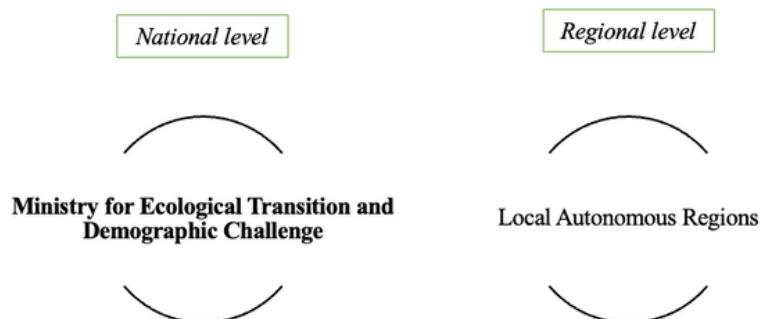 National level
Regional level
Ministry for Ecological Transition and
Demographic Challenge
Local Autonomous Regions